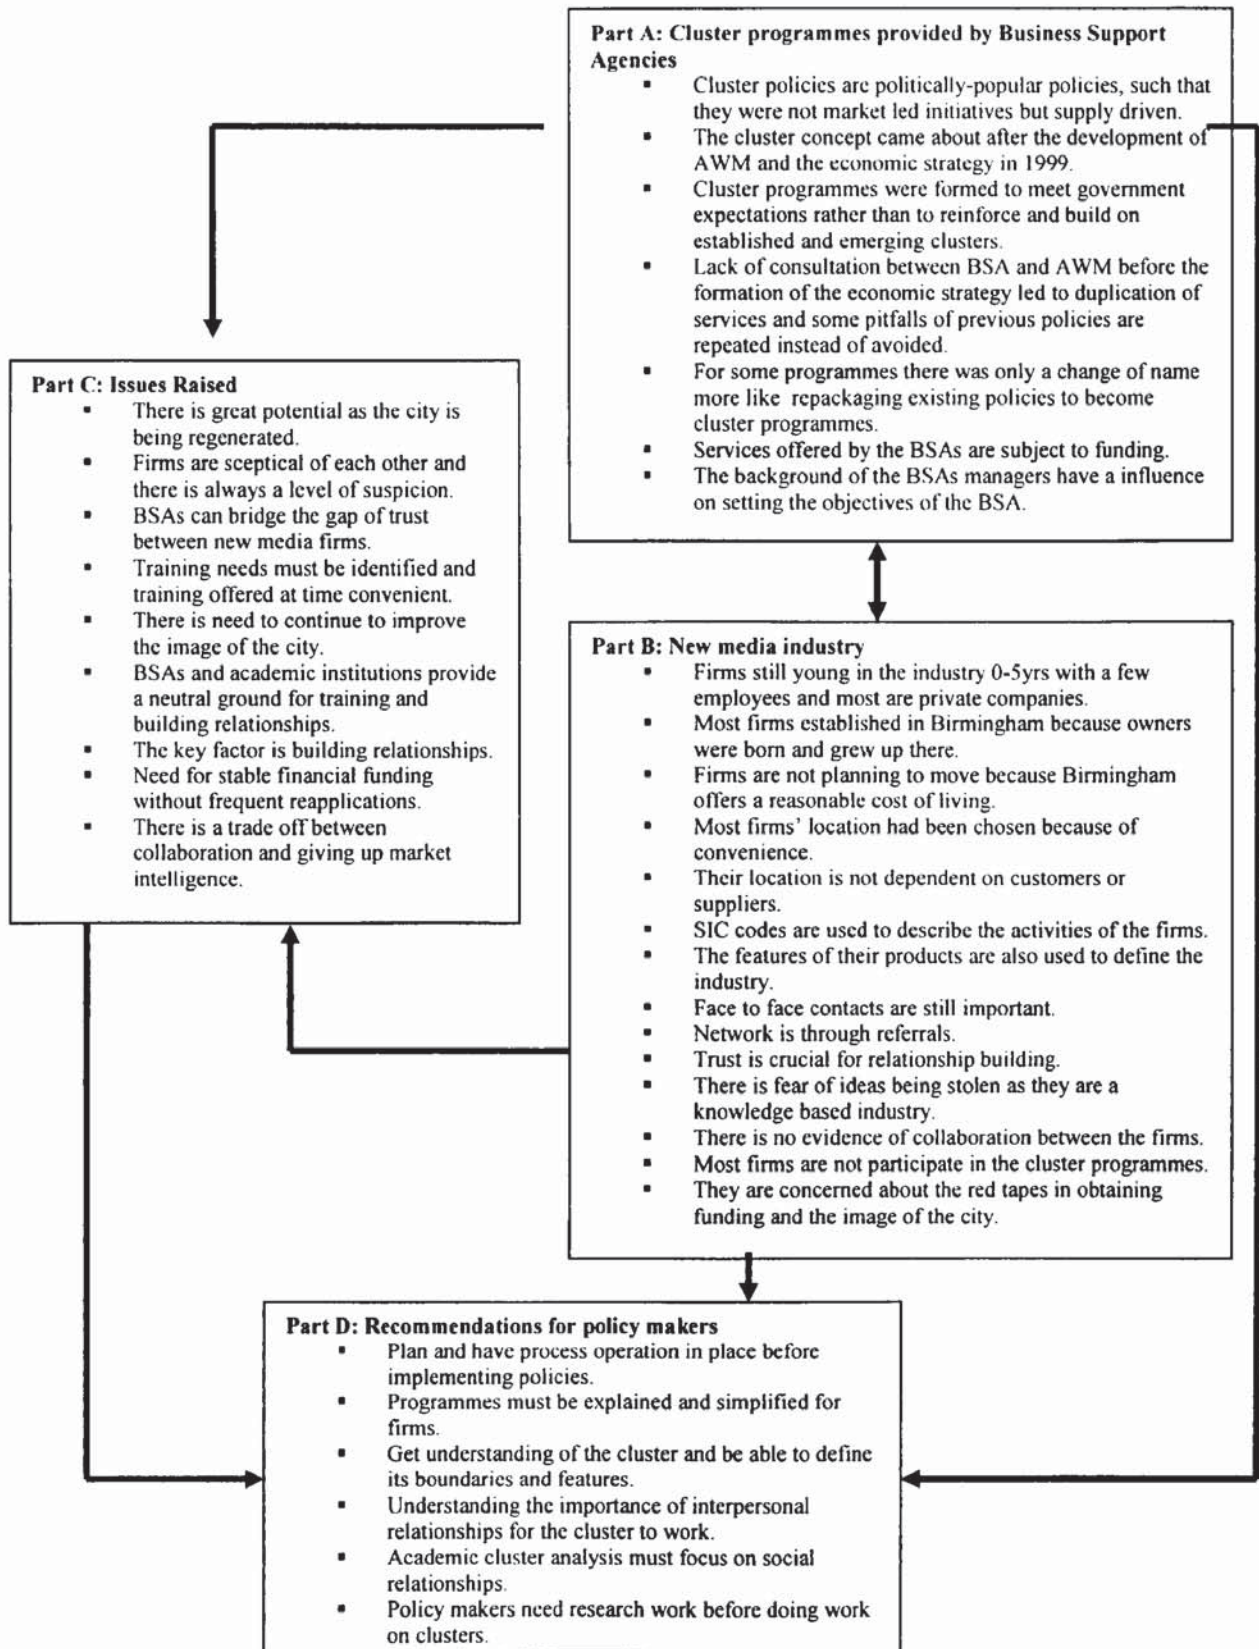 Part A: Cluster programmes provided by Business Support
Agencies
▪ Cluster policies are politically-popular policies, such that
they were not market led initiatives but supply driven.
▪ The cluster concept came about after the development of
AWM and the economic strategy in 1999.
▪ Cluster programmes were formed to meet government
expectations rather than to reinforce and build on
established and emerging clusters.
▪ Lack of consultation between BSA and AWM before the
formation of the economic strategy led to duplication of
services and some pitfalls of previous policies are
repeated instead of avoided.
▪ For some programmes there was only a change of name
more like repackaging existing policies to become
cluster programmes.
▪ Services offered by the BSAs are subject to funding.
▪ The background of the BSAs managers have a influence
on setting the objectives of the BSA.
Part B: New media industry
▪ Firms still young in the industry 0-5yrs with a few
employees and most are private companies.
▪ Most firms established in Birmingham because owners
were born and grew up there.
▪ Firms are not planning to move because Birmingham
offers a reasonable cost of living.
▪ Most firms' location had been chosen because of
convenience.
▪ Their location is not dependent on customers or
suppliers.
▪ SIC codes are used to describe the activities of the firms.
▪ The features of their products are also used to define the
industry.
▪ Face to face contacts are still important.
▪ Network is through referrals.
▪ Trust is crucial for relationship building.
▪ There is fear of ideas being stolen as they are a
knowledge based industry.
▪ There is no evidence of collaboration between the firms.
▪ Most firms are not participate in the cluster programmes.
▪ They are concerned about the red tapes in obtaining
funding and the image of the city.
Part C: Issues Raised
▪ There is great potential as the city is
being regenerated.
▪ Firms are sceptical of each other and
there is always a level of suspicion.
▪ BSAs can bridge the gap of trust
between new media firms.
▪ Training needs must be identified and
training offered at time convenient.
▪ There is need to continue to improve
the image of the city.
▪ BSAs and academic institutions provide
a neutral ground for training and
building relationships.
▪ The key factor is building relationships.
▪ Need for stable financial funding
without frequent reapplications.
▪ There is a trade off between
collaboration and giving up market
intelligence.
Part D: Recommendations for policy makers
▪ Plan and have process operation in place before
implementing policies.
▪ Programmes must be explained and simplified for
firms.
▪ Get understanding of the cluster and be able to define
its boundaries and features.
▪ Understanding the importance of interpersonal
relationships for the cluster to work.
▪ Academic cluster analysis must focus on social
relationships.
▪ Policy makers need research work before doing work
on clusters.